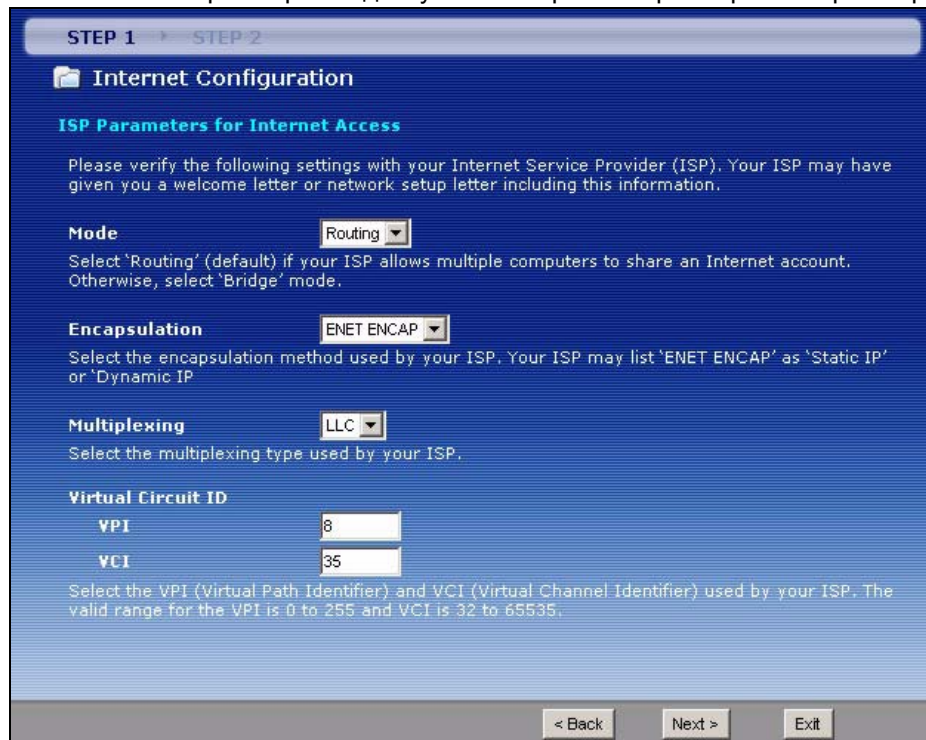 STEP 1 STEP 2
Internet Configuration
ISP Parameters for Internet Access
Please verify the following settings with your Internet Service Provider (ISP). Your ISP may have
given you a welcome letter or network setup letter including this information.
Mode Routing
Select `Routing' (default) if your ISP allows multiple computers to share an Internet account.
Otherwise, select `Bridge' mode.
Encapsulation ENET ENCAP
Select the encapsulation method used by your ISP. Your ISP may list `ENET ENCAP' as `Static IP'
or `Dynamic IP
Multiplexing LLC
Select the multiplexing type used by your ISP.
Virtual Circuit ID
VPI 8
VCI 35
Select the VPI (Virtual Path Identifier) and VCI (Virtual Channel Identifier) used by your ISP. The
valid range for the VPI is 0 to 255 and VCI is 32 to 65535.
< Back Next > Exit